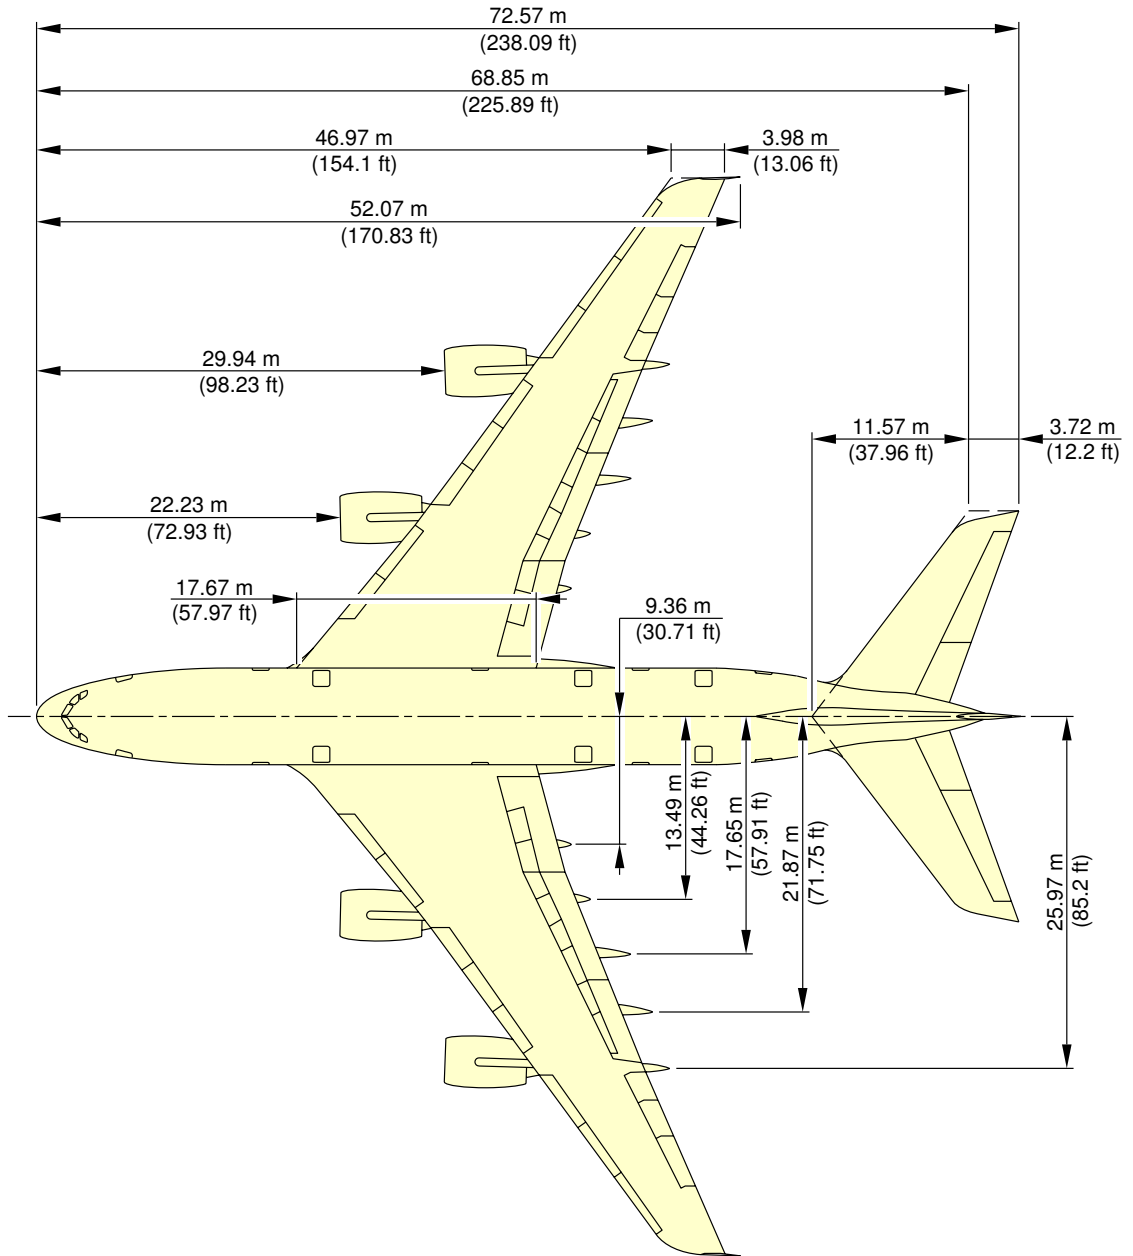 72.57 m
(238.09 ft)
68.85 m
(225.89 ft)
46.97 m
(154.1 ft)
3.98 m
(13.06 ft)
52.07 m
(170.83 ft)
29.94 m
(98.23 ft)
11.57 m
(37.96 ft)
3.72 m
(12.2 ft)
22.23 m
(72.93 ft)
17.67 m
(57.97 ft)
9.36 m
(30.71 ft)
13.49 m
(44.26 ft)
17.65 m
(57.91 ft)
21.87 m
(71.75 ft)
25.97 m
(85.2 ft)